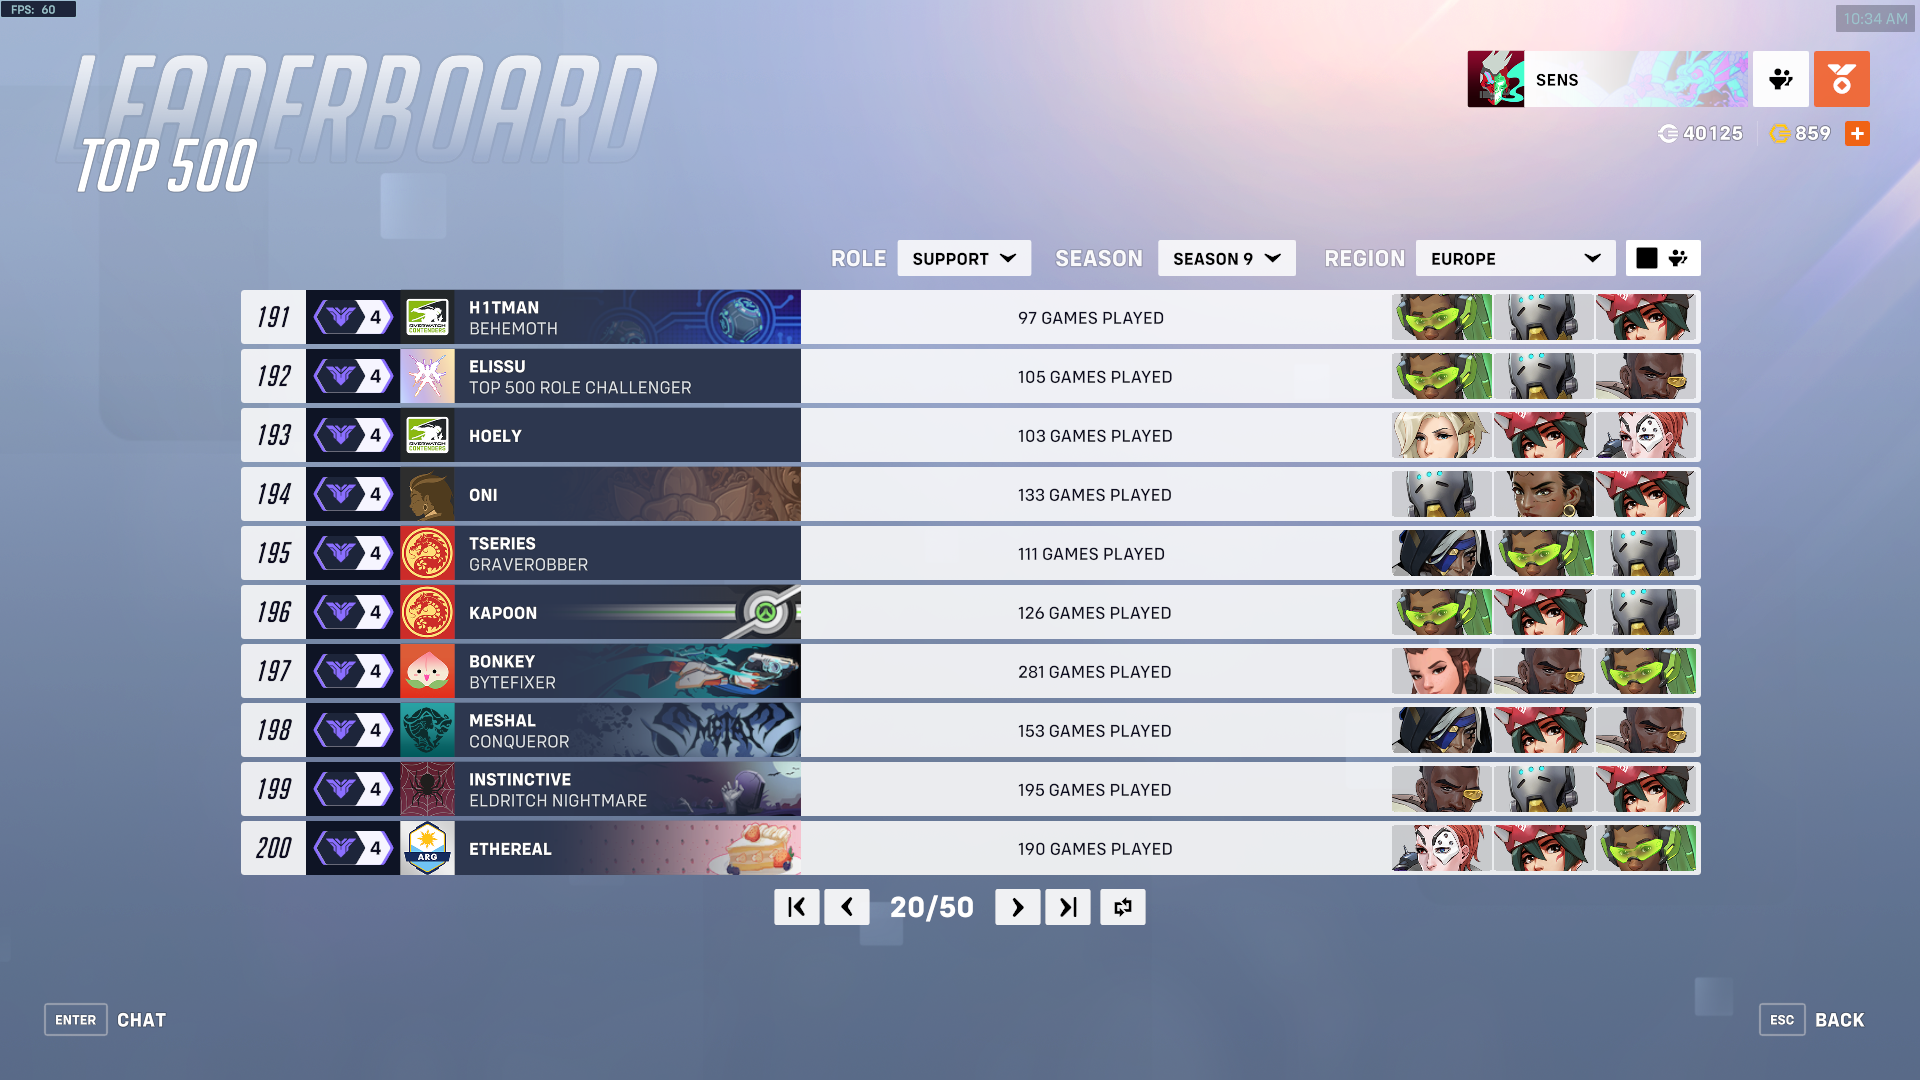 FPS: 60
10:34 AM
LEADERBOARD
TOP 500
SENS
40125
859
ROLE SUPPORT SEASON SEASON 9 REGION EUROPE
191 4 H1TMAN BEHEMOTH 97 GAMES PLAYED
192 4 ELISSU TOP 500 ROLE CHALLENGER 105 GAMES PLAYED
193 4 HOELY 103 GAMES PLAYED
194 4 ONI 133 GAMES PLAYED
195 4 TSERIES GRAVEROBBER 111 GAMES PLAYED
196 4 KAPOON 126 GAMES PLAYED
197 4 BONKEY BYTEFIXER 281 GAMES PLAYED
198 4 MESHAL CONQUEROR 153 GAMES PLAYED
199 4 INSTINCTIVE ELDRITCH NIGHTMARE 195 GAMES PLAYED
200 4 ARG ETHEREAL 190 GAMES PLAYED
20/50
ENTER CHAT
ESC BACK